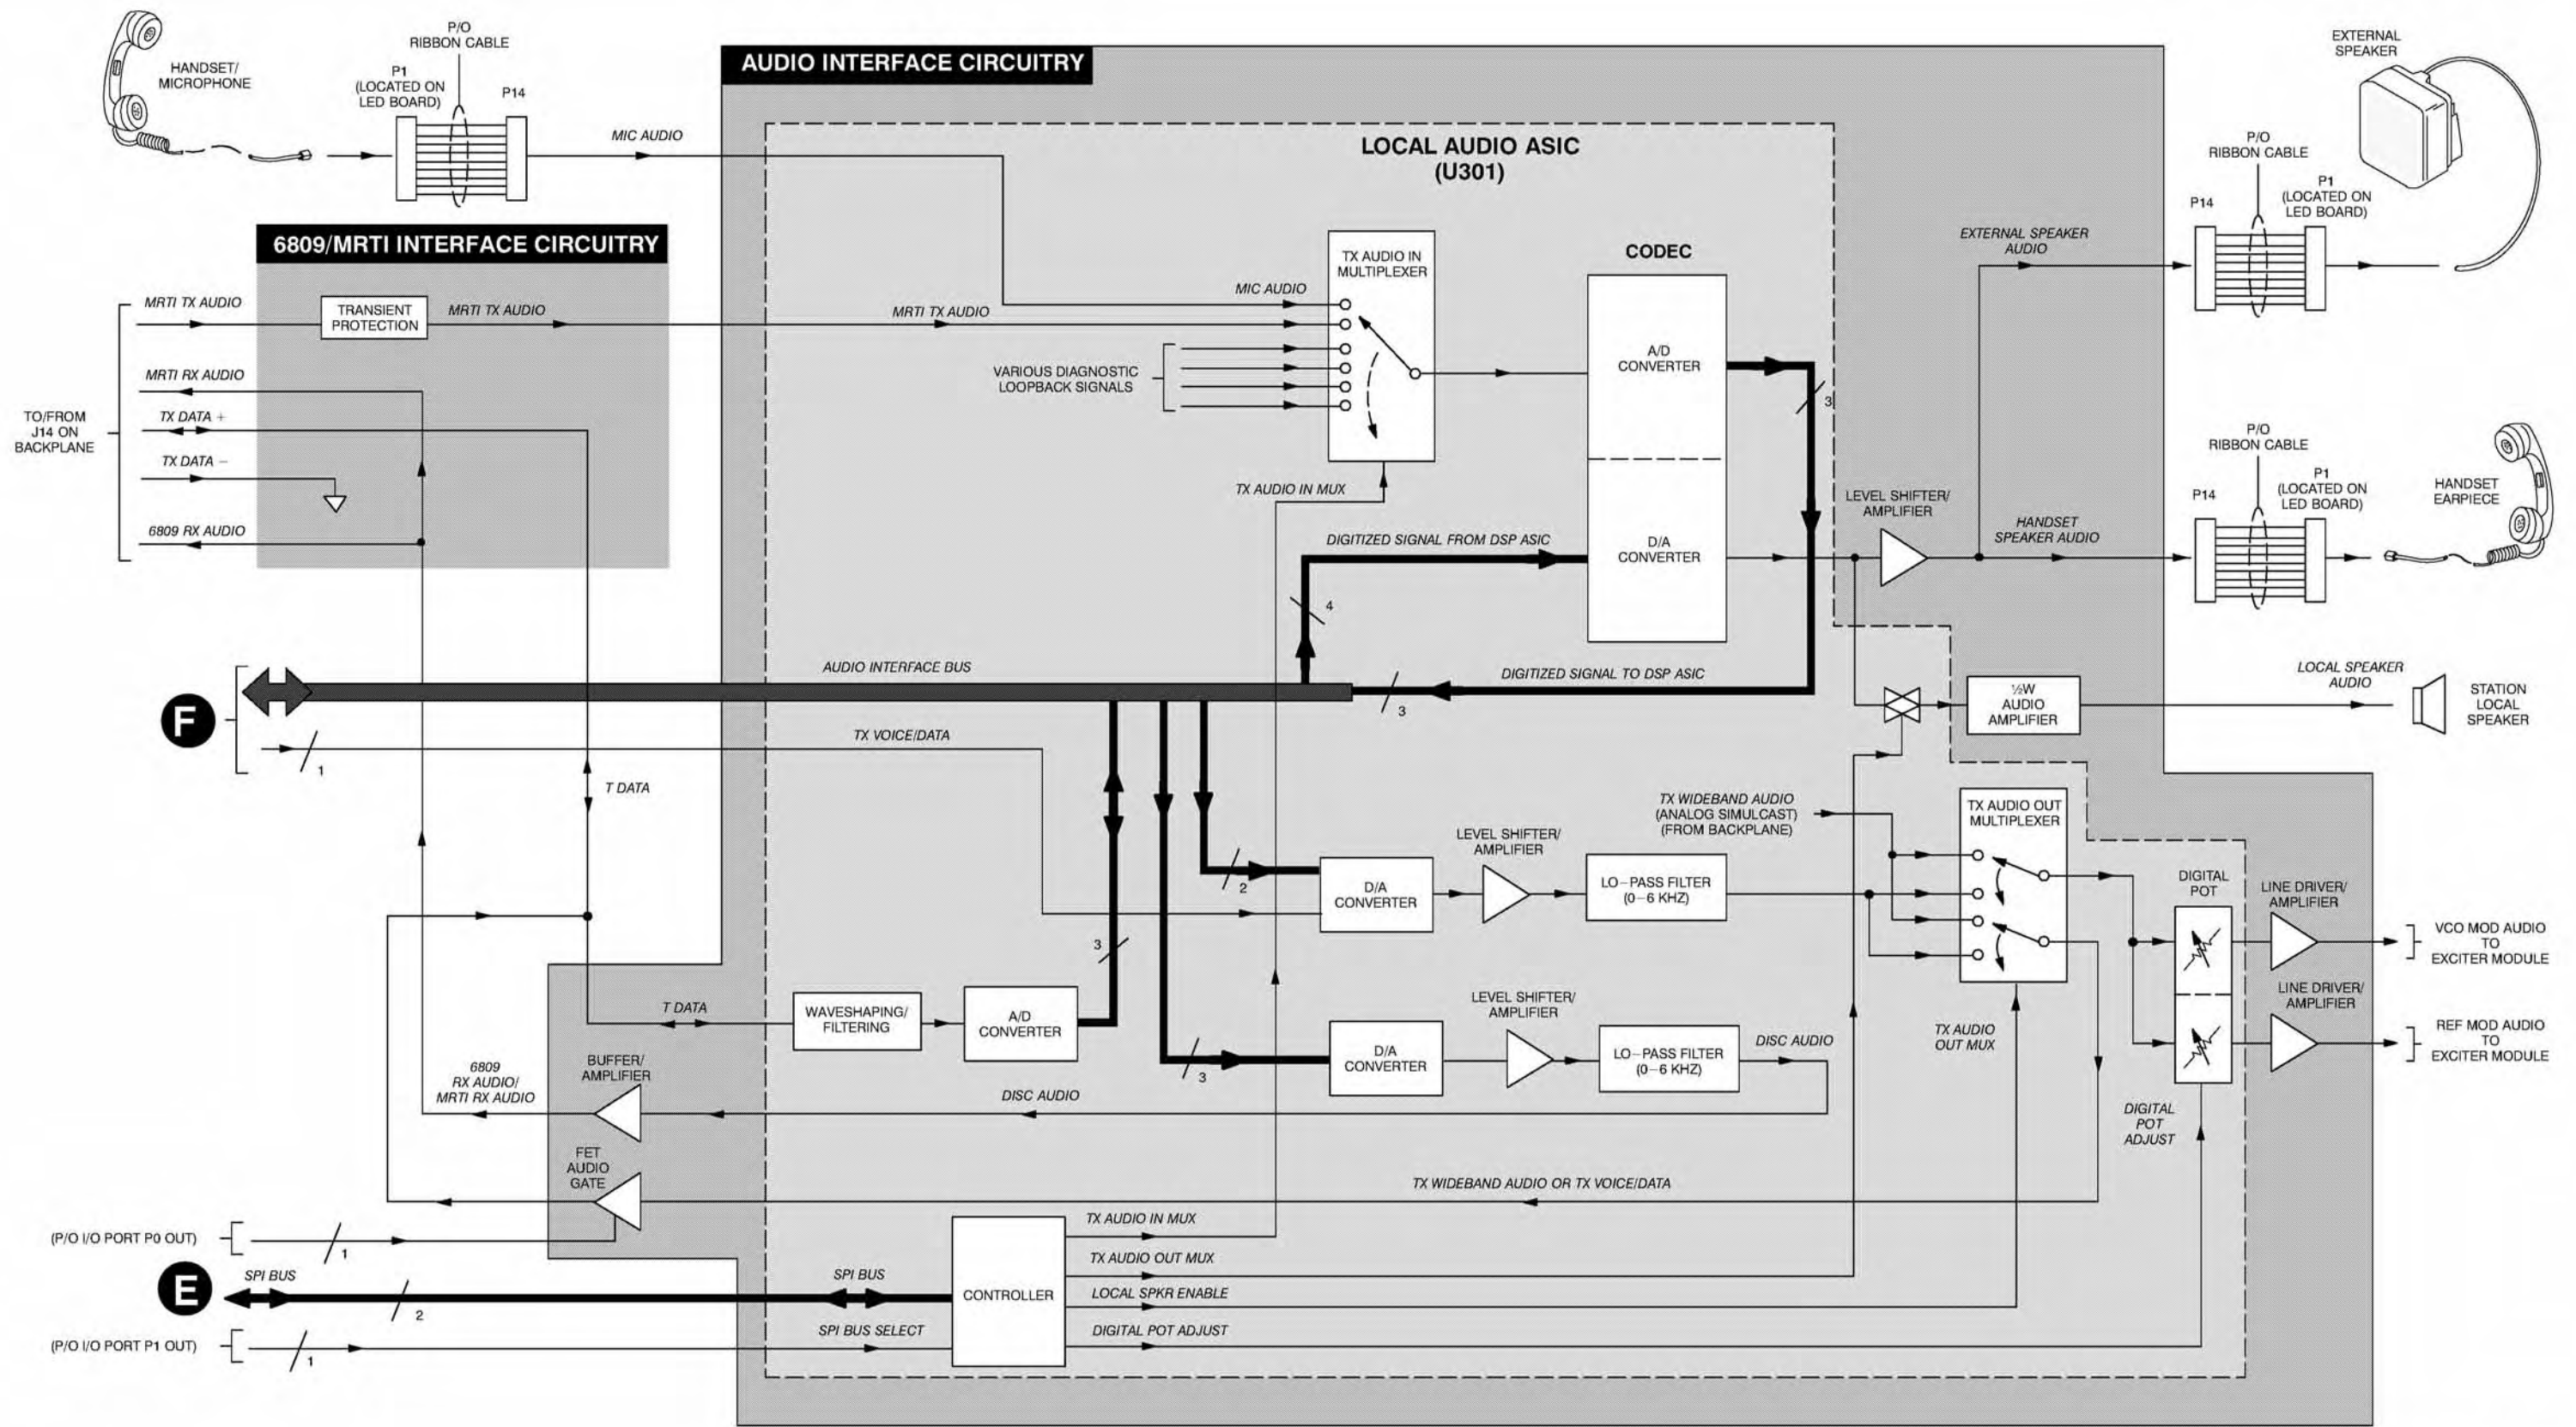 HANDSET/
MICROPHONE
P/O
RIBBON CABLE
P1
(LOCATED ON
LED BOARD)
P14
MIC AUDIO
AUDIO INTERFACE CIRCUITRY
LOCAL AUDIO ASIC
(U301)
EXTERNAL
SPEAKER
P/O
RIBBON CABLE
P1
(LOCATED ON
LED BOARD)
P14
EXTERNAL SPEAKER
AUDIO
6809/MRTI INTERFACE CIRCUITRY
MRTI TX AUDIO
TRANSIENT
PROTECTION
MRTI TX AUDIO
MRTI TX AUDIO
MIC AUDIO
TX AUDIO IN
MULTIPLEXER
CODEC
A/D
CONVERTER
3
VARIOUS DIAGNOSTIC
LOOPBACK SIGNALS
MRTI RX AUDIO
TO/FROM
J14 ON
BACKPLANE
TX DATA +
TX DATA –
6809 RX AUDIO
TX AUDIO IN MUX
DIGITIZED SIGNAL FROM DSP ASIC
D/A
CONVERTER
4
LEVEL SHIFTER/
AMPLIFIER
HANDSET
SPEAKER AUDIO
P/O
RIBBON CABLE
P1
(LOCATED ON
LED BOARD)
P14
HANDSET
EARPIECE
F
AUDIO INTERFACE BUS
DIGITIZED SIGNAL TO DSP ASIC
3
½W
AUDIO
AMPLIFIER
LOCAL SPEAKER
AUDIO
STATION
LOCAL
SPEAKER
TX VOICE/DATA
1
T DATA
TX WIDEBAND AUDIO
(ANALOG SIMULCAST)
(FROM BACKPLANE)
TX AUDIO OUT
MULTIPLEXER
2
D/A
CONVERTER
LEVEL SHIFTER/
AMPLIFIER
LO–PASS FILTER
(0–6 KHZ)
DIGITAL
POT
LINE DRIVER/
AMPLIFIER
VCO MOD AUDIO
TO
EXCITER MODULE
3
T DATA
WAVESHAPING/
FILTERING
A/D
CONVERTER
3
D/A
CONVERTER
LEVEL SHIFTER/
AMPLIFIER
LO–PASS FILTER
(0–6 KHZ)
DISC AUDIO
TX AUDIO
OUT MUX
LINE DRIVER/
AMPLIFIER
REF MOD AUDIO
TO
EXCITER MODULE
6809
RX AUDIO/
MRTI RX AUDIO
BUFFER/
AMPLIFIER
DISC AUDIO
DIGITAL
POT
ADJUST
FET
AUDIO
GATE
TX WIDEBAND AUDIO OR TX VOICE/DATA
(P/O I/O PORT P0 OUT)
1
TX AUDIO IN MUX
TX AUDIO OUT MUX
E
SPI BUS
2
SPI BUS
CONTROLLER
LOCAL SPKR ENABLE
(P/O I/O PORT P1 OUT)
1
SPI BUS SELECT
DIGITAL POT ADJUST